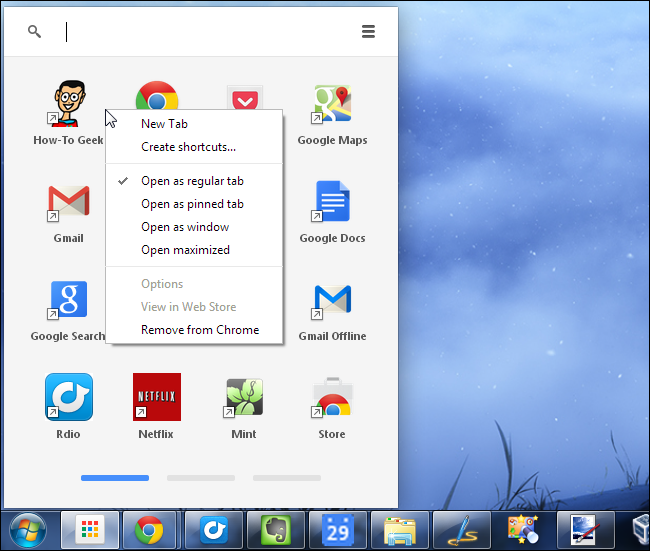 How-To Geek
Google Maps
New Tab
Create shortcuts...
Open as regular tab
Open as pinned tab
Open as window
Open maximized
Options
View in Web Store
Remove from Chrome
Gmail
Google Docs
Google Search
Gmail Offline
NETFLIX
Rdio
Netflix
Mint
Store
29